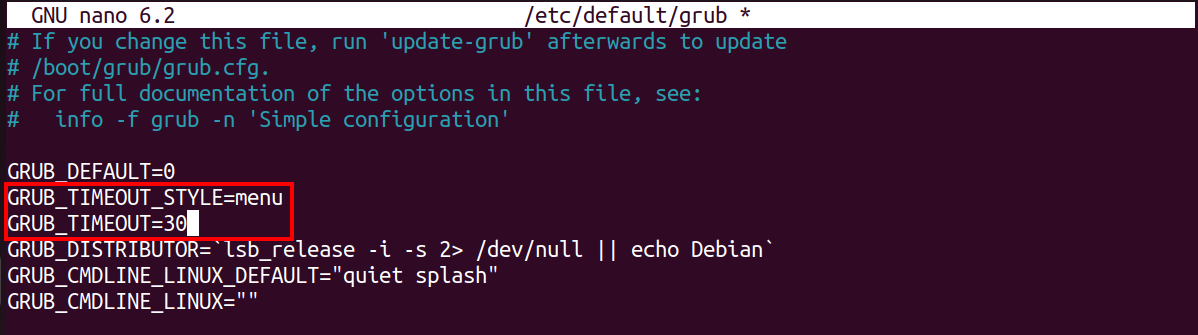 GNU nano 6.2 /etc/default/grub *
# If you change this file, run 'update-grub' afterwards to update
# /boot/grub/grub.cfg.
# For full documentation of the options in this file, see:
#   info -f grub -n 'Simple configuration'
GRUB_DEFAULT=0
GRUB_TIMEOUT_STYLE=menu
GRUB_TIMEOUT=30
GRUB_DISTRIBUTOR=`lsb_release -i -s 2> /dev/null || echo Debian`
GRUB_CMDLINE_LINUX_DEFAULT="quiet splash"
GRUB_CMDLINE_LINUX=""